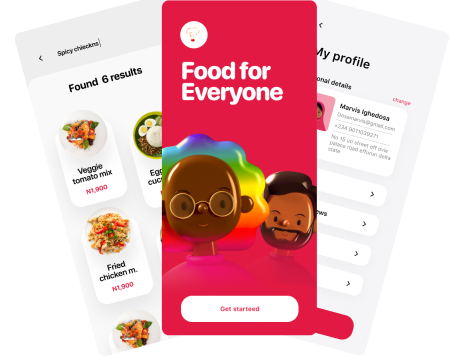 Spicy chieckns
Found 6 results
Veggie
tomato mix
N1,900
Egg
cuc
Fried
chicken m.
N1,900
Food for
Everyone
Get starteed
My profile
onal details
change
Marvis Ighedosa
Dosamarvis@gmail.com
+234 9011039271
No 15 uti street off ovie
palace road effurun delta
state
ews